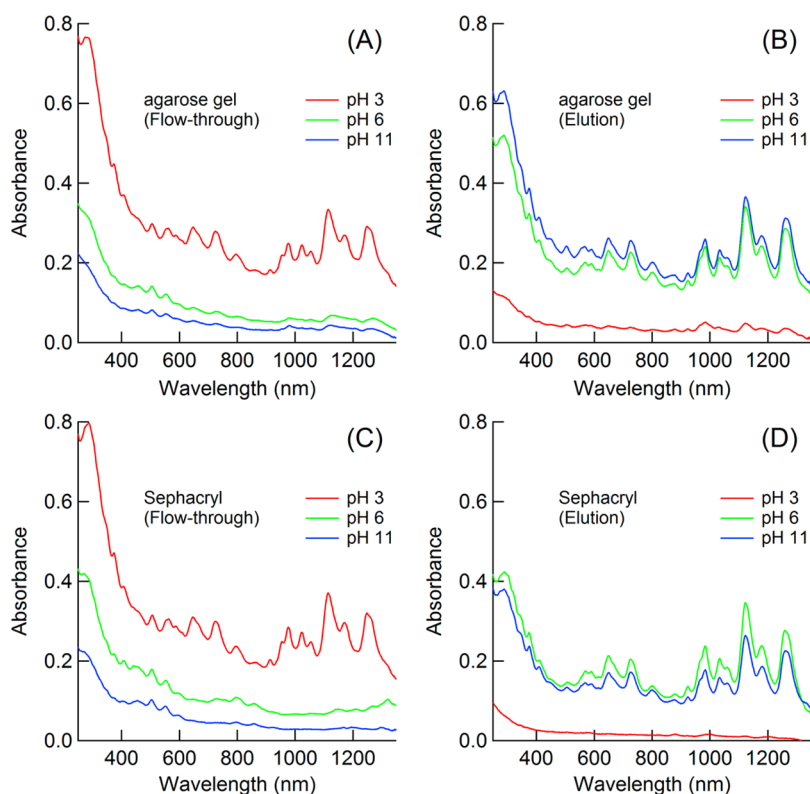 (A)
agarose gel
(Flow-through)
pH 3
pH 6
pH 11
Absorbance
0.8
0.6
0.4
0.2
0.0
400 600 800 1000 1200
Wavelength (nm)
(B)
agarose gel
(Elution)
pH 3
pH 6
pH 11
Absorbance
0.8
0.6
0.4
0.2
0.0
400 600 800 1000 1200
Wavelength (nm)
(C)
Sephacryl
(Flow-through)
pH 3
pH 6
pH 11
Absorbance
0.8
0.6
0.4
0.2
0.0
400 600 800 1000 1200
Wavelength (nm)
(D)
Sephacryl
(Elution)
pH 3
pH 6
pH 11
Absorbance
0.8
0.6
0.4
0.2
0.0
400 600 800 1000 1200
Wavelength (nm)